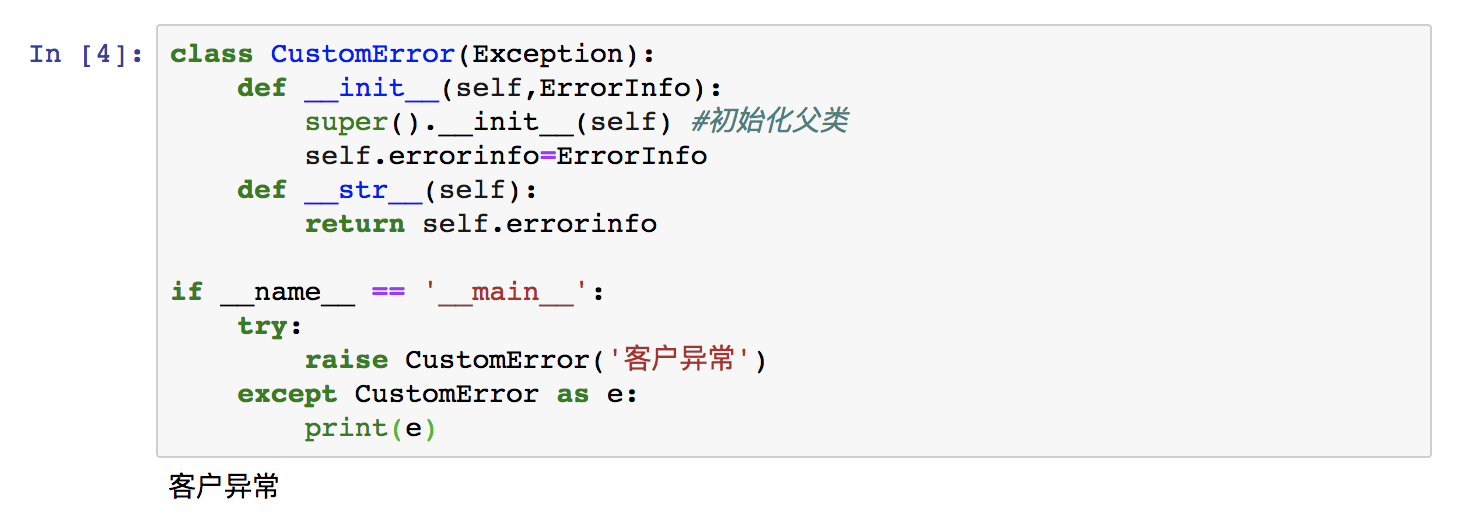 In [4]:
class CustomError(Exception):
    def __init__(self,ErrorInfo):
        super().__init__(self) #初始化父类
        self.errorinfo=ErrorInfo
    def __str__(self):
        return self.errorinfo

if __name__ == '__main__':
    try:
        raise CustomError('客户异常')
    except CustomError as e:
        print(e)
客户异常